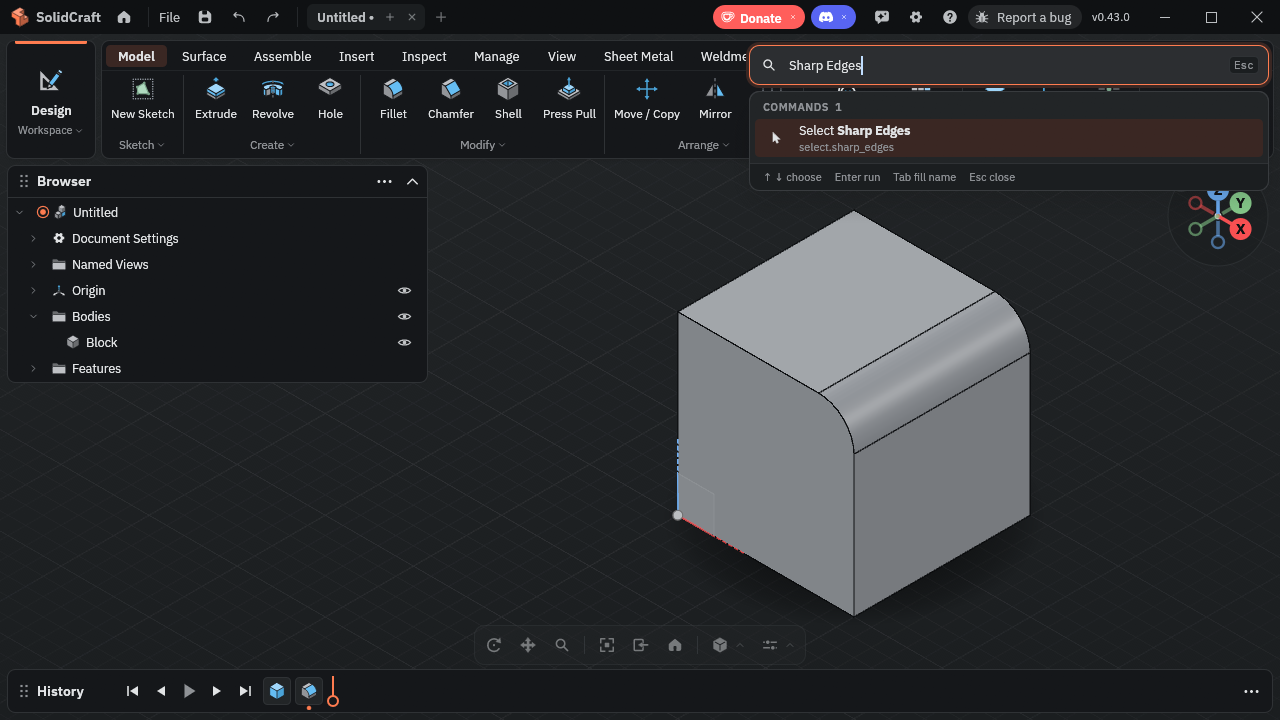 SolidCraft
File
Untitled •
Donate
Report a bug
v0.43.0
Design
Workspace
Model
Surface
Assemble
Insert
Inspect
Manage
View
Sheet Metal
Weldme
New Sketch
Extrude
Revolve
Hole
Fillet
Chamfer
Shell
Press Pull
Move / Copy
Mirror
Sketch
Create
Modify
Arrange
Sharp Edges
Esc
COMMANDS 1
Select Sharp Edges
select.sharp_edges
↑ ↓ choose
Enter run
Tab fill name
Esc close
Browser
Untitled
Document Settings
Named Views
Origin
Bodies
Block
Features
Y
X
History